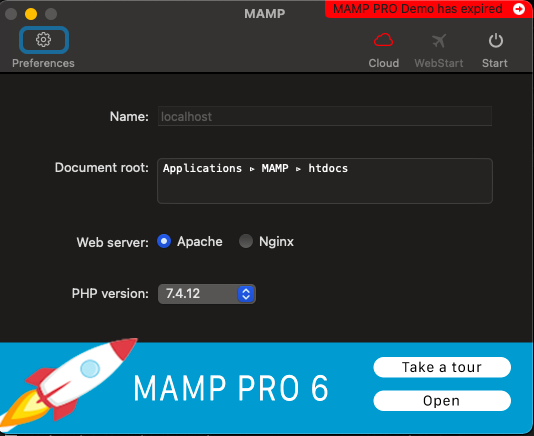 MAMP
MAMP PRO Demo has expired
Preferences
Cloud
WebStart
Start
Name: localhost
Document root: Applications ▹ MAMP ▹ htdocs
Web server: Apache Nginx
PHP version: 7.4.12
MAMP PRO 6
Take a tour
Open